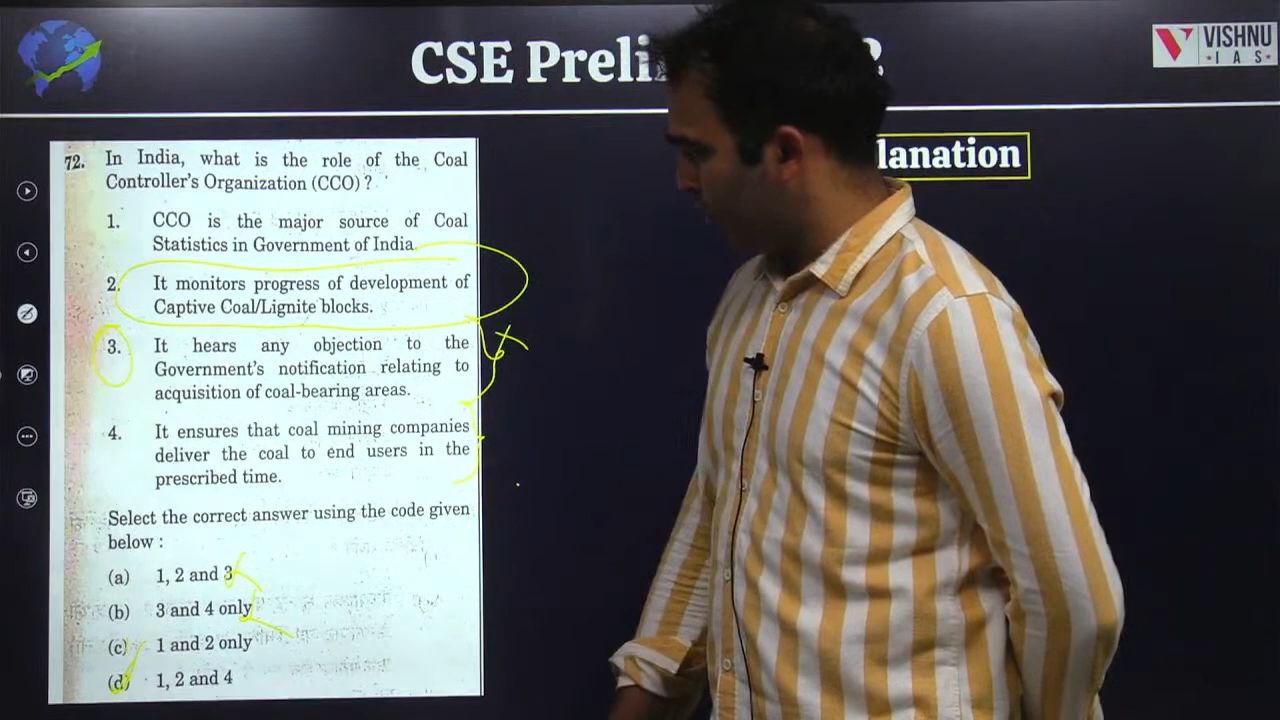 CSE Preli
VISHNU
IAS
lanation
72. In India, what is the role of the Coal
Controller's Organization (CCO) ?
1. CCO is the major source of Coal
Statistics in Government of India.
2. It monitors progress of development of
Captive Coal/Lignite blocks.
3. It hears any objection to the
Government's notification relating to
acquisition of coal-bearing areas.
4. It ensures that coal mining companies
deliver the coal to end users in the
prescribed time.
Select the correct answer using the code given
below :
(a) 1, 2 and 3
(b) 3 and 4 only
(c) 1 and 2 only
(d) 1, 2 and 4